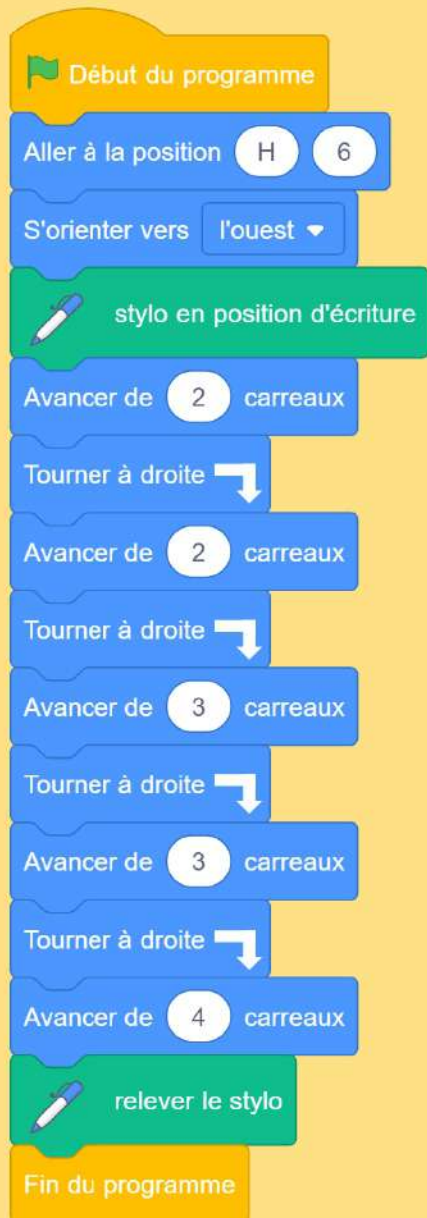 Début du programme
Aller à la position H 6
S'orienter vers l'ouest
stylo en position d'écriture
Avancer de 2 carreaux
Tourner à droite
Avancer de 2 carreaux
Tourner à droite
Avancer de 3 carreaux
Tourner à droite
Avancer de 3 carreaux
Tourner à droite
Avancer de 4 carreaux
relever le stylo
Fin du programme